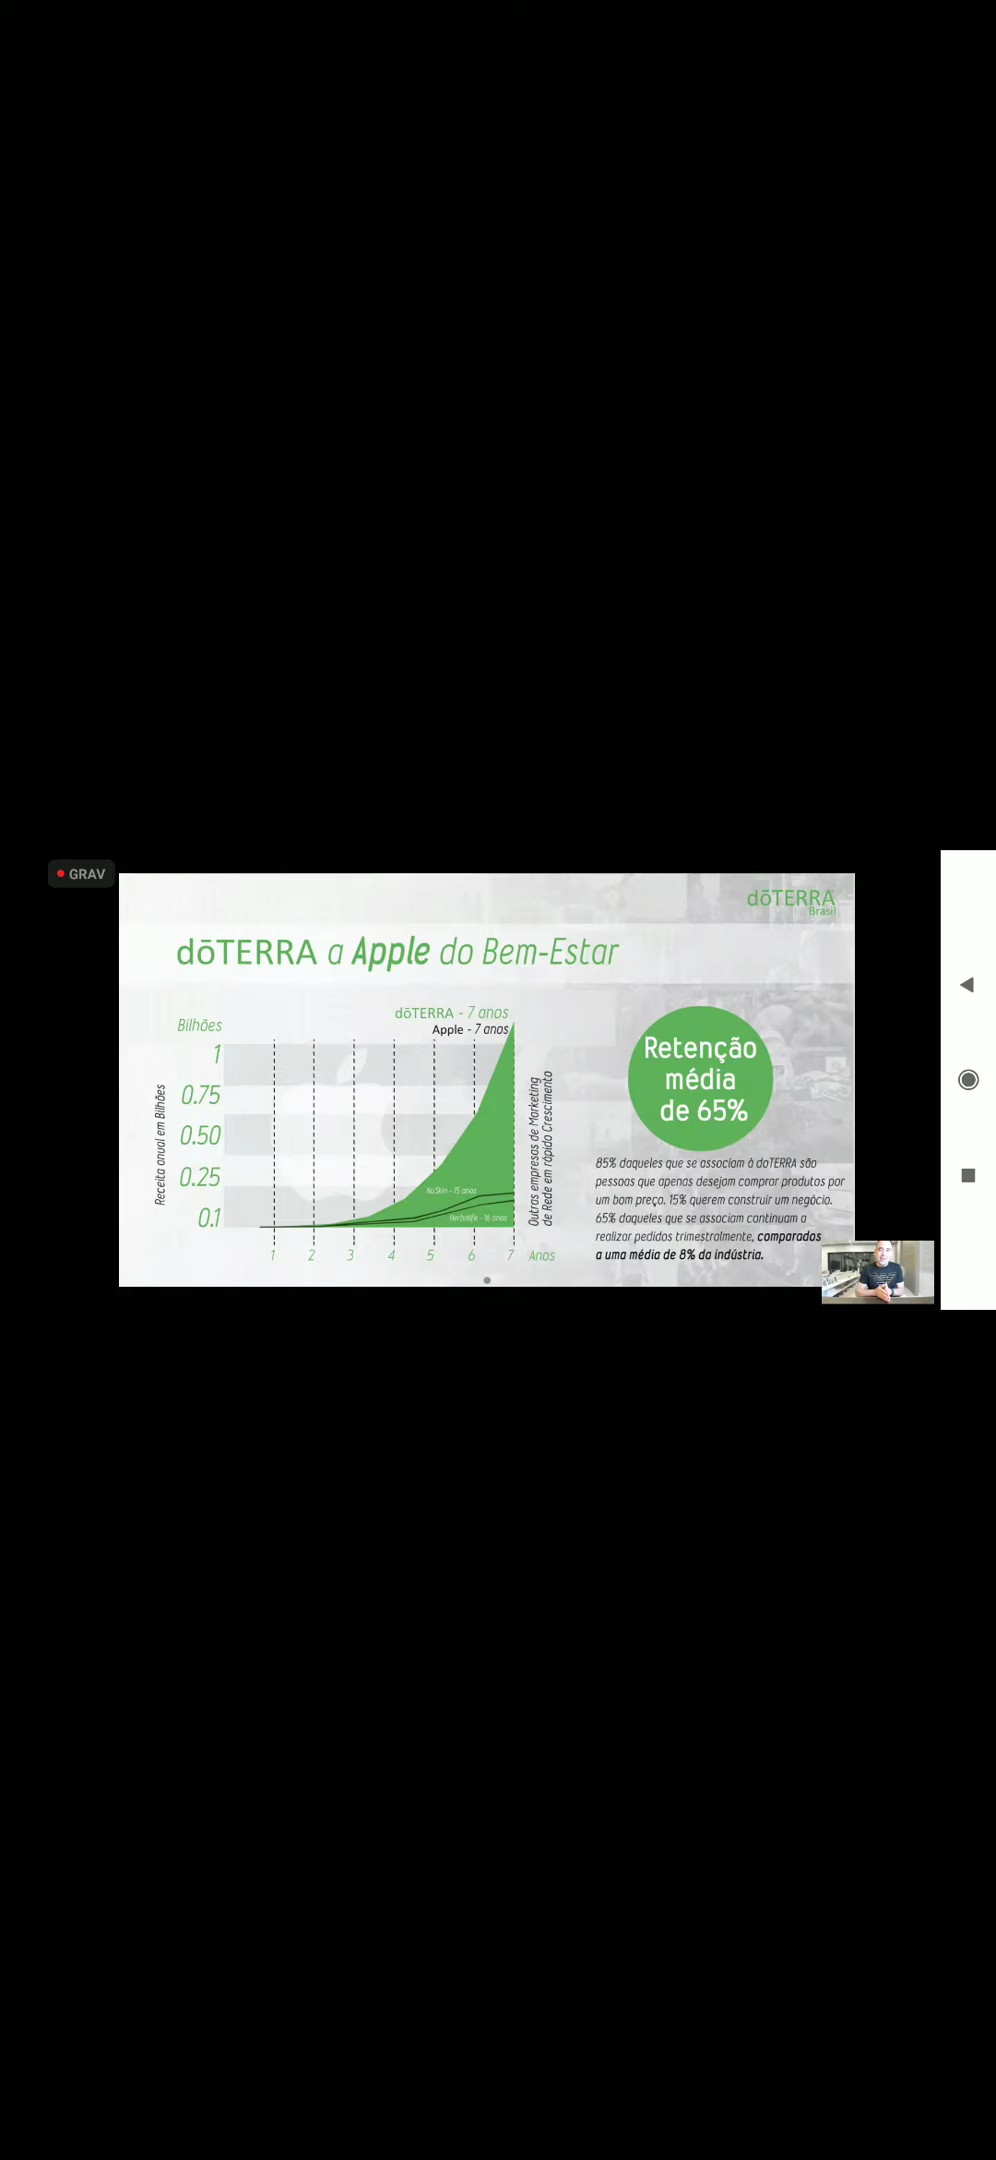 GRAV
dōTERRA
Brasil
dōTERRA a Apple do Bem-Estar
dōTERRA - 7 anos
Apple - 7 anos
Bilhões
1
0.75
0.50
0.25
0.1
Receita anual em Bilhões
NuSkin - 15 anos
Herbalife - 16 anos
1 2 3 4 5 6 7 Anos
Outras empresas de Marketing
de Rede em rápido Crescimento
Retenção
média
de 65%
85% daqueles que se associam à doTERRA são
pessoas que apenas desejam comprar produtos por
um bom preço. 15% querem construir um negócio.
65% daqueles que se associam continuam a
realizar pedidos trimestralmente, comparados
a uma média de 8% da indústria.